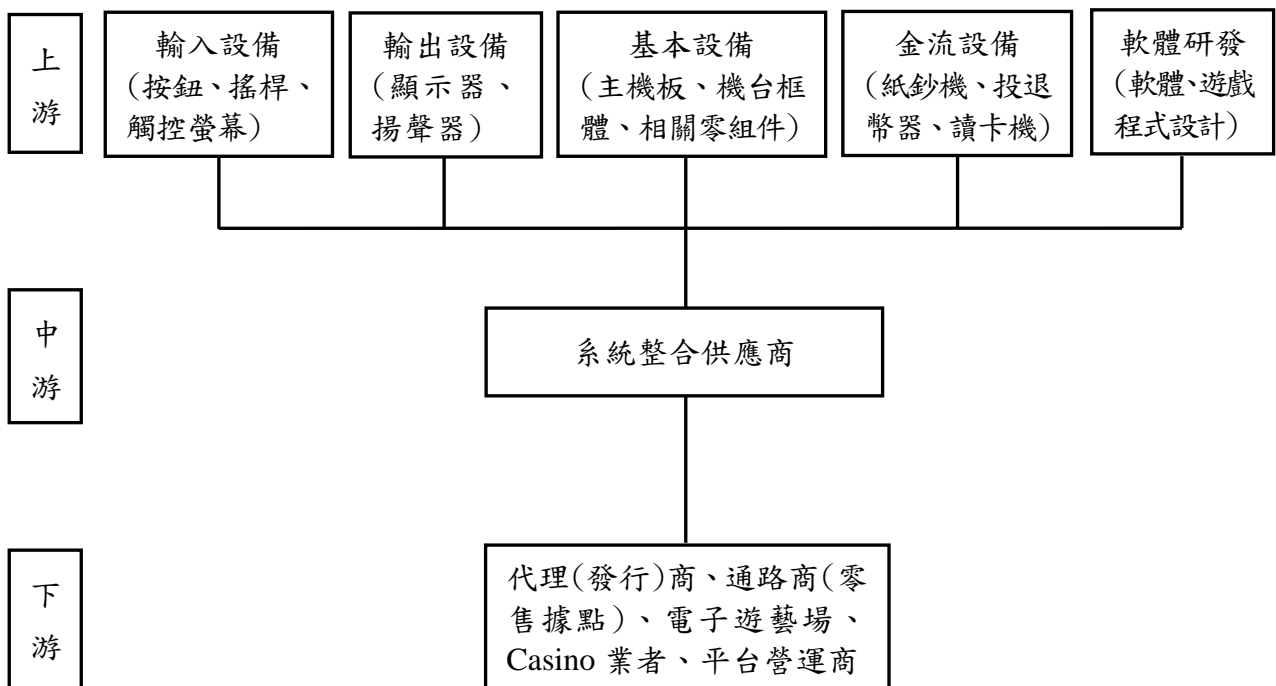 上
游
輸入設備
（按鈕、搖桿、
觸控螢幕）
輸出設備
（顯示器、
揚聲器）
基本設備
（主機板、機台框
體、相關零組件）
金流設備
（紙鈔機、投退
幣器、讀卡機）
軟體研發
（軟體、遊戲
程式設計）
中
游
系統整合供應商
下
游
代理（發行）商、通路商（零
售據點）、電子遊藝場、
Casino 業者、平台營運商